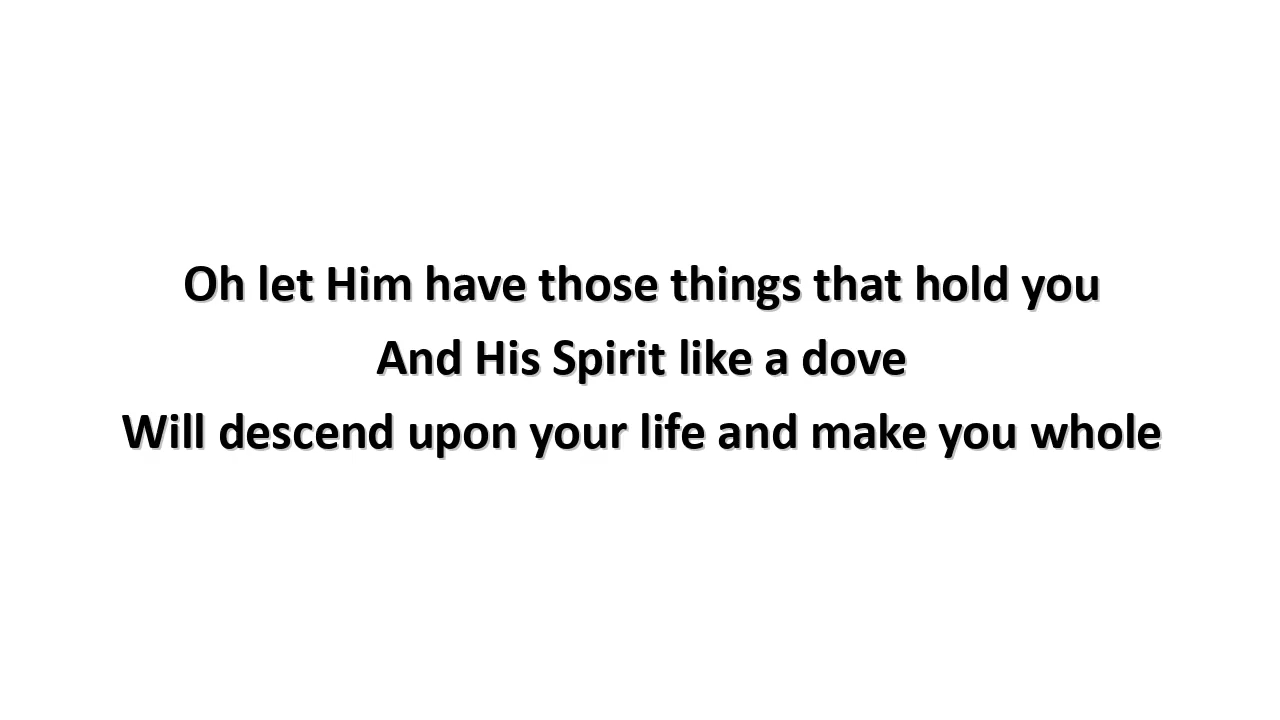 Oh let Him have those things that hold you
And His Spirit like a dove
Will descend upon your life and make you whole